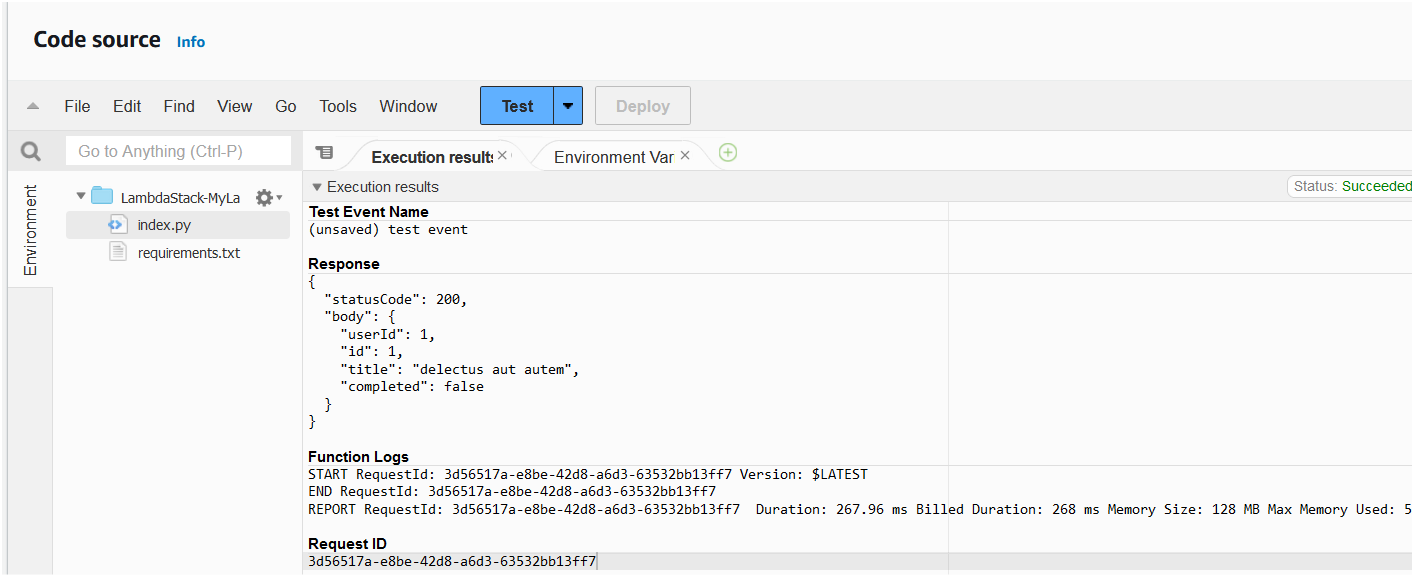 Code source Info
File Edit Find View Go Tools Window Test Deploy
Go to Anything (Ctrl-P)
Execution results
Environment Var
Environment
LambdaStack-MyLa
index.py
requirements.txt
Execution results
Status: Succeeded
Test Event Name
(unsaved) test event
Response
{
"statusCode": 200,
"body": {
"userId": 1,
"id": 1,
"title": "delectus aut autem",
"completed": false
}
}
Function Logs
START RequestId: 3d56517a-e8be-42d8-a6d3-63532bb13ff7 Version: $LATEST
END RequestId: 3d56517a-e8be-42d8-a6d3-63532bb13ff7
REPORT RequestId: 3d56517a-e8be-42d8-a6d3-63532bb13ff7 Duration: 267.96 ms Billed Duration: 268 ms Memory Size: 128 MB Max Memory Used: 5
Request ID
3d56517a-e8be-42d8-a6d3-63532bb13ff7